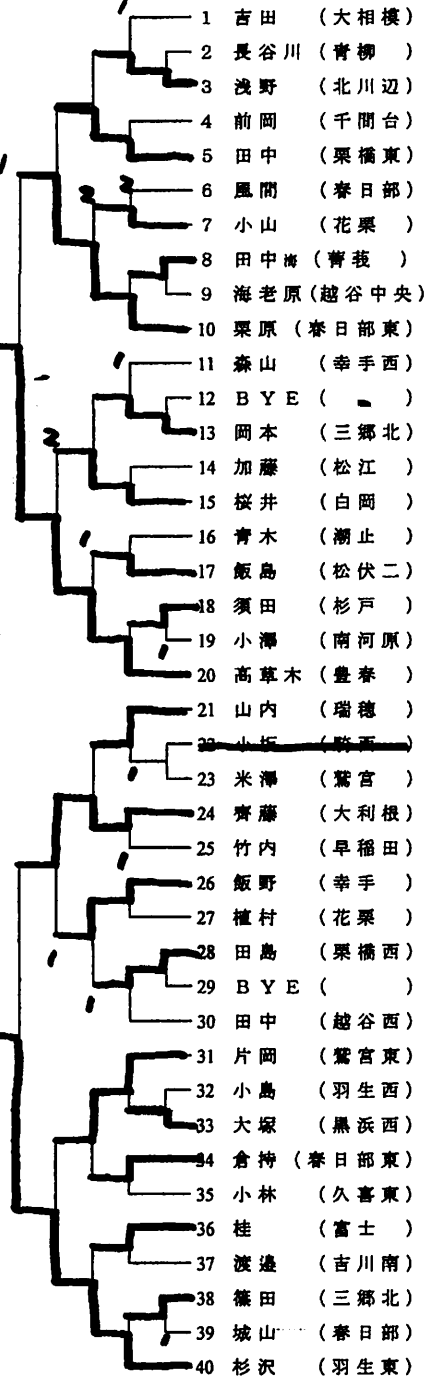 1 吉田 (大相模)
2 長谷川 (青柳)
3 浅野 (北川辺)
4 前岡 (千間台)
5 田中 (栗橋東)
6 風間 (春日部)
7 小山 (花栗)
8 田中海 (菁莪)
9 海老原 (越谷中央)
10 栗原 (春日部東)
11 森山 (幸手西)
12 BYE ( )
13 岡本 (三郷北)
14 加藤 (松江)
15 桜井 (白岡)
16 青木 (潮止)
17 飯島 (松伏二)
18 須田 (杉戸)
19 小澤 (南河原)
20 高草木 (豊春)
21 山内 (瑞穂)
22 小坂
23 米澤 (鷲宮)
24 齊藤 (大利根)
25 竹内 (早稲田)
26 飯野 (幸手)
27 植村 (花栗)
28 田島 (栗橋西)
29 BYE ( )
30 田中 (越谷西)
31 片岡 (鷲宮東)
32 小島 (羽生西)
33 大塚 (黒浜西)
34 倉持 (春日部東)
35 小林 (久喜東)
36 桂 (富士)
37 渡邉 (吉川南)
38 篠田 (三郷北)
39 城山 (春日部)
40 杉沢 (羽生東)